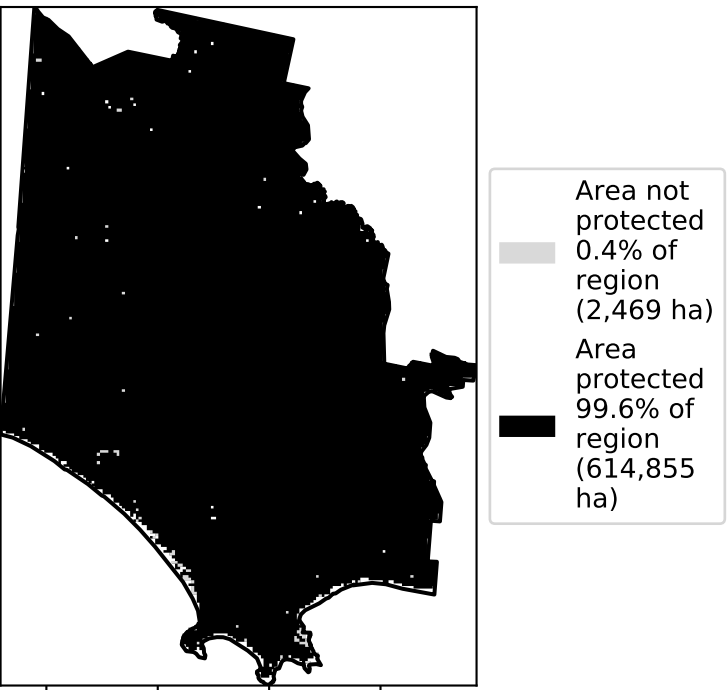 Area not
protected
0.4% of
region
(2,469 ha)
Area
protected
99.6% of
region
(614,855
ha)